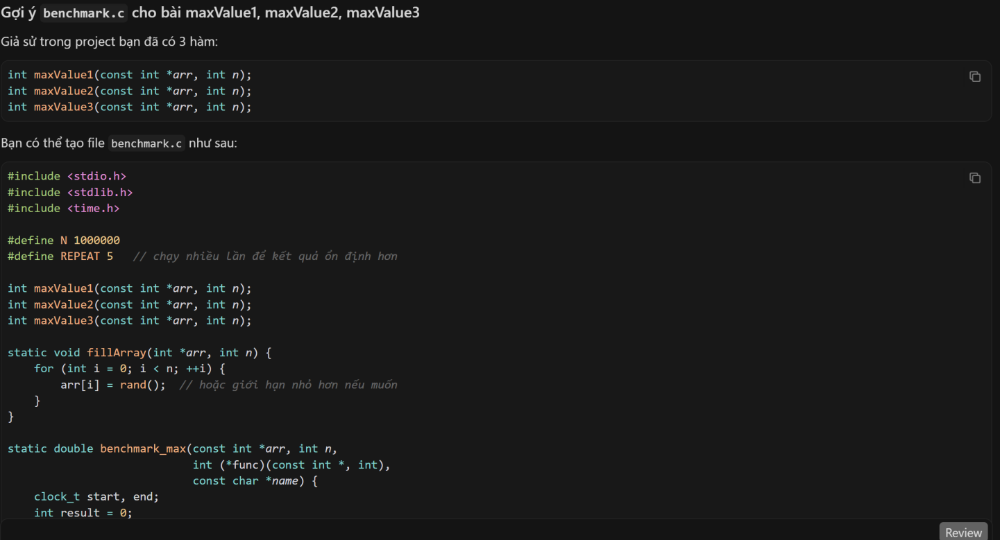 Gợi ý benchmark.c cho bài maxValue1, maxValue2, maxValue3
Giả sử trong project bạn đã có 3 hàm:
int maxValue1(const int *arr, int n);
int maxValue2(const int *arr, int n);
int maxValue3(const int *arr, int n);
Bạn có thể tạo file benchmark.c như sau:
#include <stdio.h>
#include <stdlib.h>
#include <time.h>
#define N 1000000
#define REPEAT 5   // chạy nhiều lần để kết quả ổn định hơn
int maxValue1(const int *arr, int n);
int maxValue2(const int *arr, int n);
int maxValue3(const int *arr, int n);
static void fillArray(int *arr, int n) {
    for (int i = 0; i < n; ++i) {
        arr[i] = rand();  // hoặc giới hạn nhỏ hơn nếu muốn
    }
}
static double benchmark_max(const int *arr, int n,
                            int (*func)(const int *, int),
                            const char *name) {
    clock_t start, end;
    int result = 0;
Review